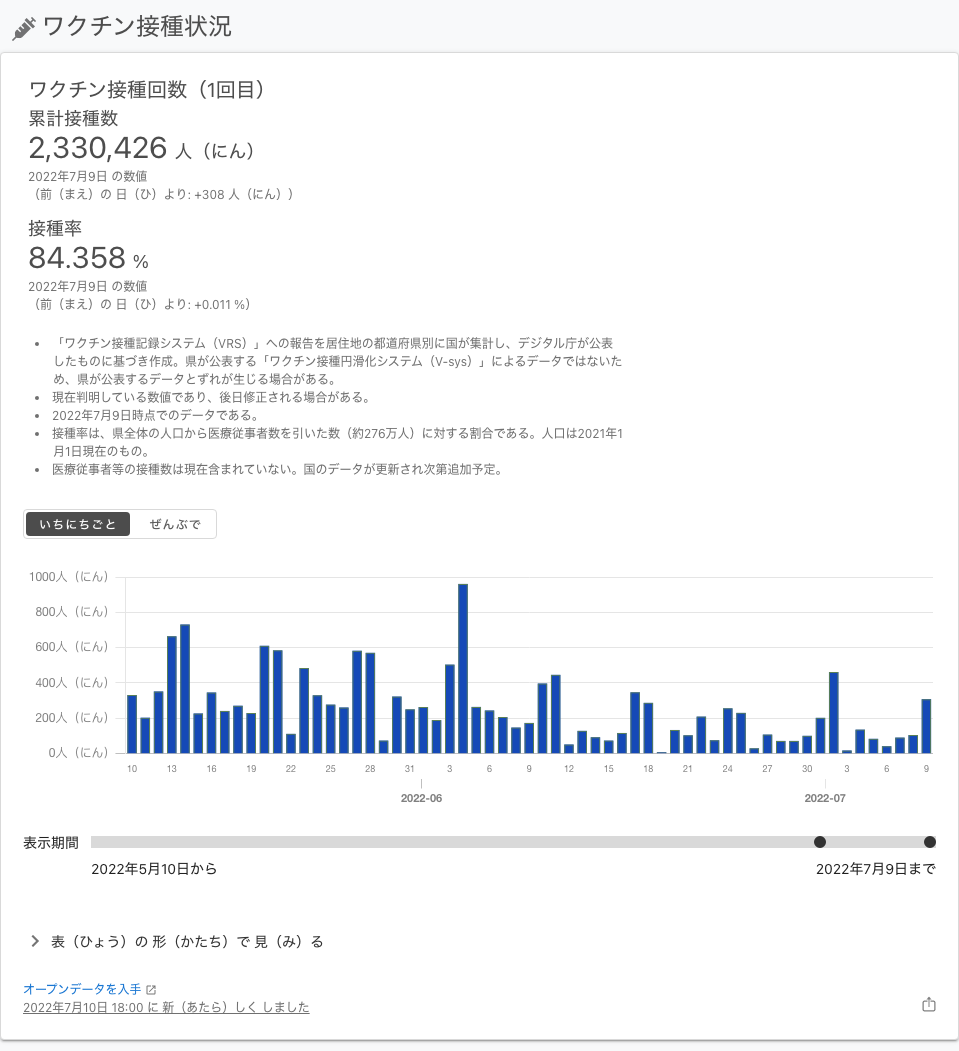 ワクチン接種状況
ワクチン接種回数（1回目）
累計接種数
2,330,426 人（にん）
2022年7月9日 の数値
（前（まえ）の 日（ひ）より: +308 人（にん））
接種率
84.358 %
2022年7月9日 の数値
（前（まえ）の 日（ひ）より: +0.011 %）
• 「ワクチン接種記録システム（VRS）」への報告を居住地の都道府県別に国が集計し、デジタル庁が公表
したものに基づき作成。県が公表する「ワクチン接種円滑化システム（V-sys）」によるデータではないた
め、県が公表するデータとずれが生じる場合がある。
• 現在判明している数値であり、後日修正される場合がある。
• 2022年7月9日時点でのデータである。
• 接種率は、県全体の人口から医療従事者数を引いた数（約276万人）に対する割合である。人口は2021年1
月1日現在のもの。
• 医療従事者等の接種数は現在含まれていない。国のデータが更新され次第追加予定。
いちにちごと ぜんぶで
1000人（にん）
800人（にん）
600人（にん）
400人（にん）
200人（にん）
0人（にん）
10 13 16 19 22 25 28 31 3 6 9 12 15 18 21 24 27 30 3 6 9
2022-06 2022-07
表示期間
2022年5月10日から 2022年7月9日まで
表（ひょう）の 形（かたち）で 見（み）る
オープンデータを入手
2022年7月10日 18:00 に 新（あたら）しく しました